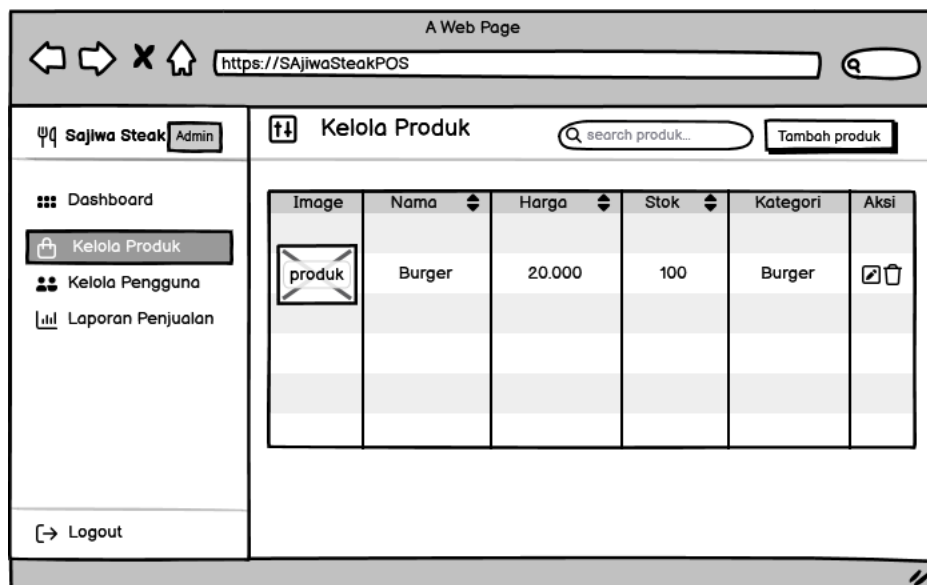 A Web Page
https://SAjiwaSteakPOS
Sajiwa Steak Admin
Kelola Produk
search produk...
Tambah produk
Dashboard
Kelola Produk
Kelola Pengguna
Laporan Penjualan
Logout
Image Nama Harga Stok Kategori Aksi
produk Burger 20.000 100 Burger